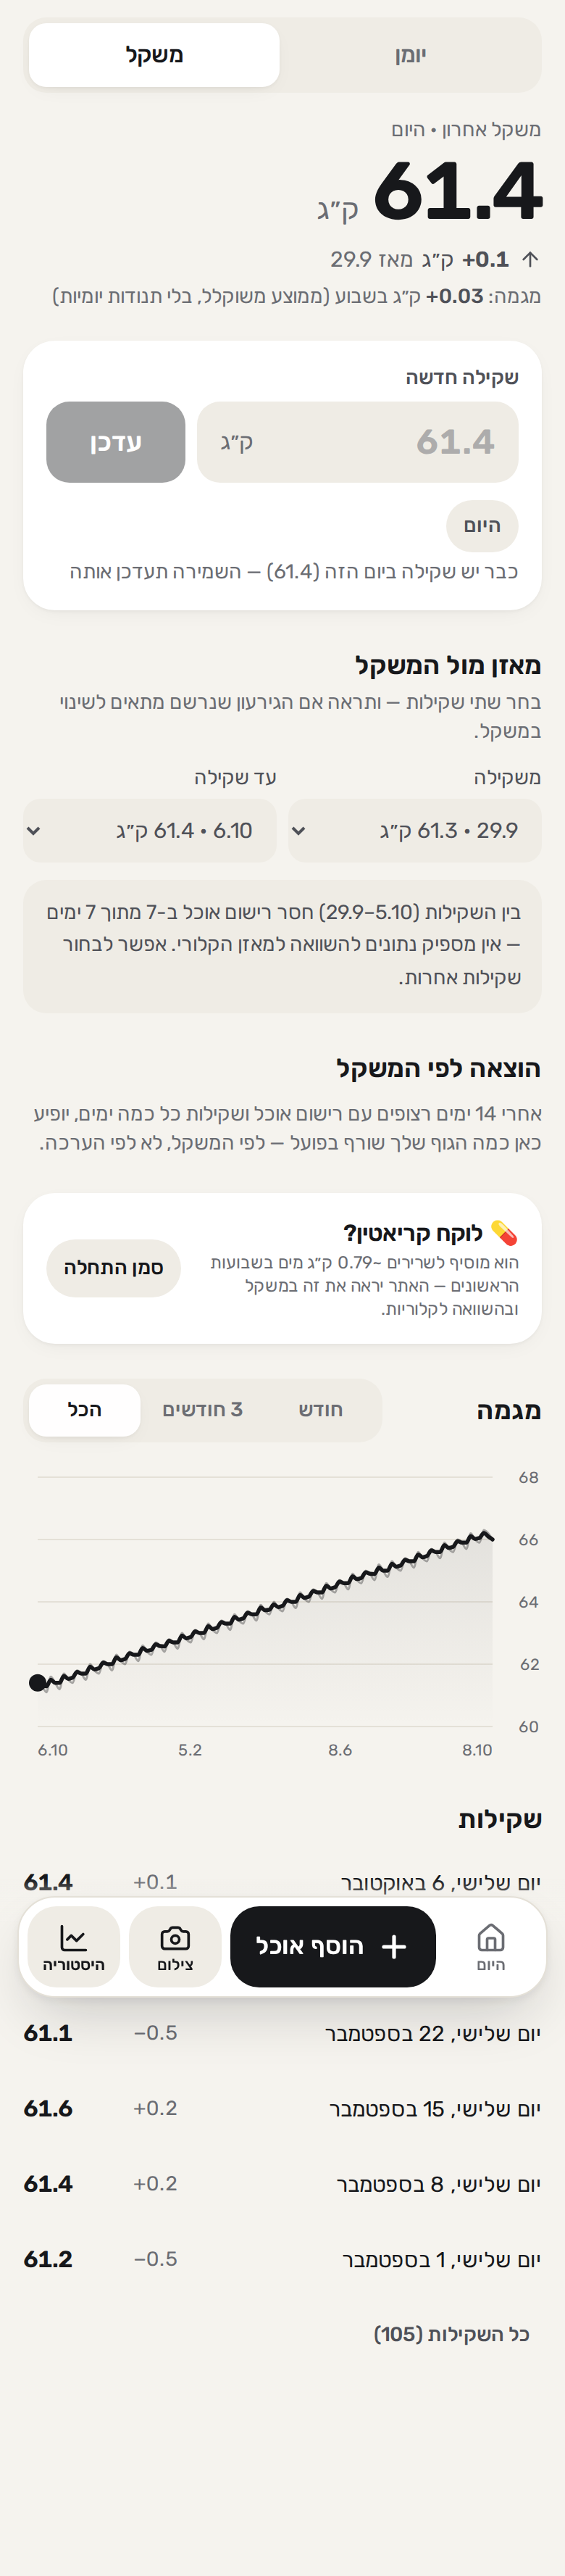 יומן
משקל
משקל אחרון • היום
61.4 ק״ג
↑ +0.1 ק״ג מאז 29.9
מגמה: +0.03 ק״ג בשבוע (ממוצע משוקלל, בלי תנודות יומיות)
שקילה חדשה
61.4 ק״ג
עדכן
היום
כבר יש שקילה ביום הזה (61.4) — השמירה תעדכן אותה
מאזן מול המשקל
בחר שתי שקילות — ותראה אם הגירעון שנרשם מתאים לשינוי
במשקל.
משקילה
עד שקילה
29.9 • 61.3 ק״ג
6.10 • 61.4 ק״ג
בין השקילות (29.9–5.10) חסר רישום אוכל ב-7 מתוך 7 ימים
— אין מספיק נתונים להשוואה למאזן הקלורי. אפשר לבחור
שקילות אחרות.
הוצאה לפי המשקל
אחרי 14 ימים רצופים עם רישום אוכל ושקילות כל כמה ימים, יופיע
כאן כמה הגוף שלך שורף בפועל — לפי המשקל, לא לפי הערכה.
💊 לוקח קריאטין?
הוא מוסיף לשרירים ~0.79 ק״ג מים בשבועות
הראשונים — האתר יראה את זה במשקל
ובהשוואה לקלוריות.
סמן התחלה
מגמה
חודש
3 חודשים
הכל
68
66
64
62
60
8.10
8.6
5.2
6.10
שקילות
יום שלישי, 6 באוקטובר +0.1 61.4
היום
+ הוסף אוכל
צילום
היסטוריה
יום שלישי, 22 בספטמבר −0.5 61.1
יום שלישי, 15 בספטמבר +0.2 61.6
יום שלישי, 8 בספטמבר +0.2 61.4
יום שלישי, 1 בספטמבר −0.5 61.2
כל השקילות (105)